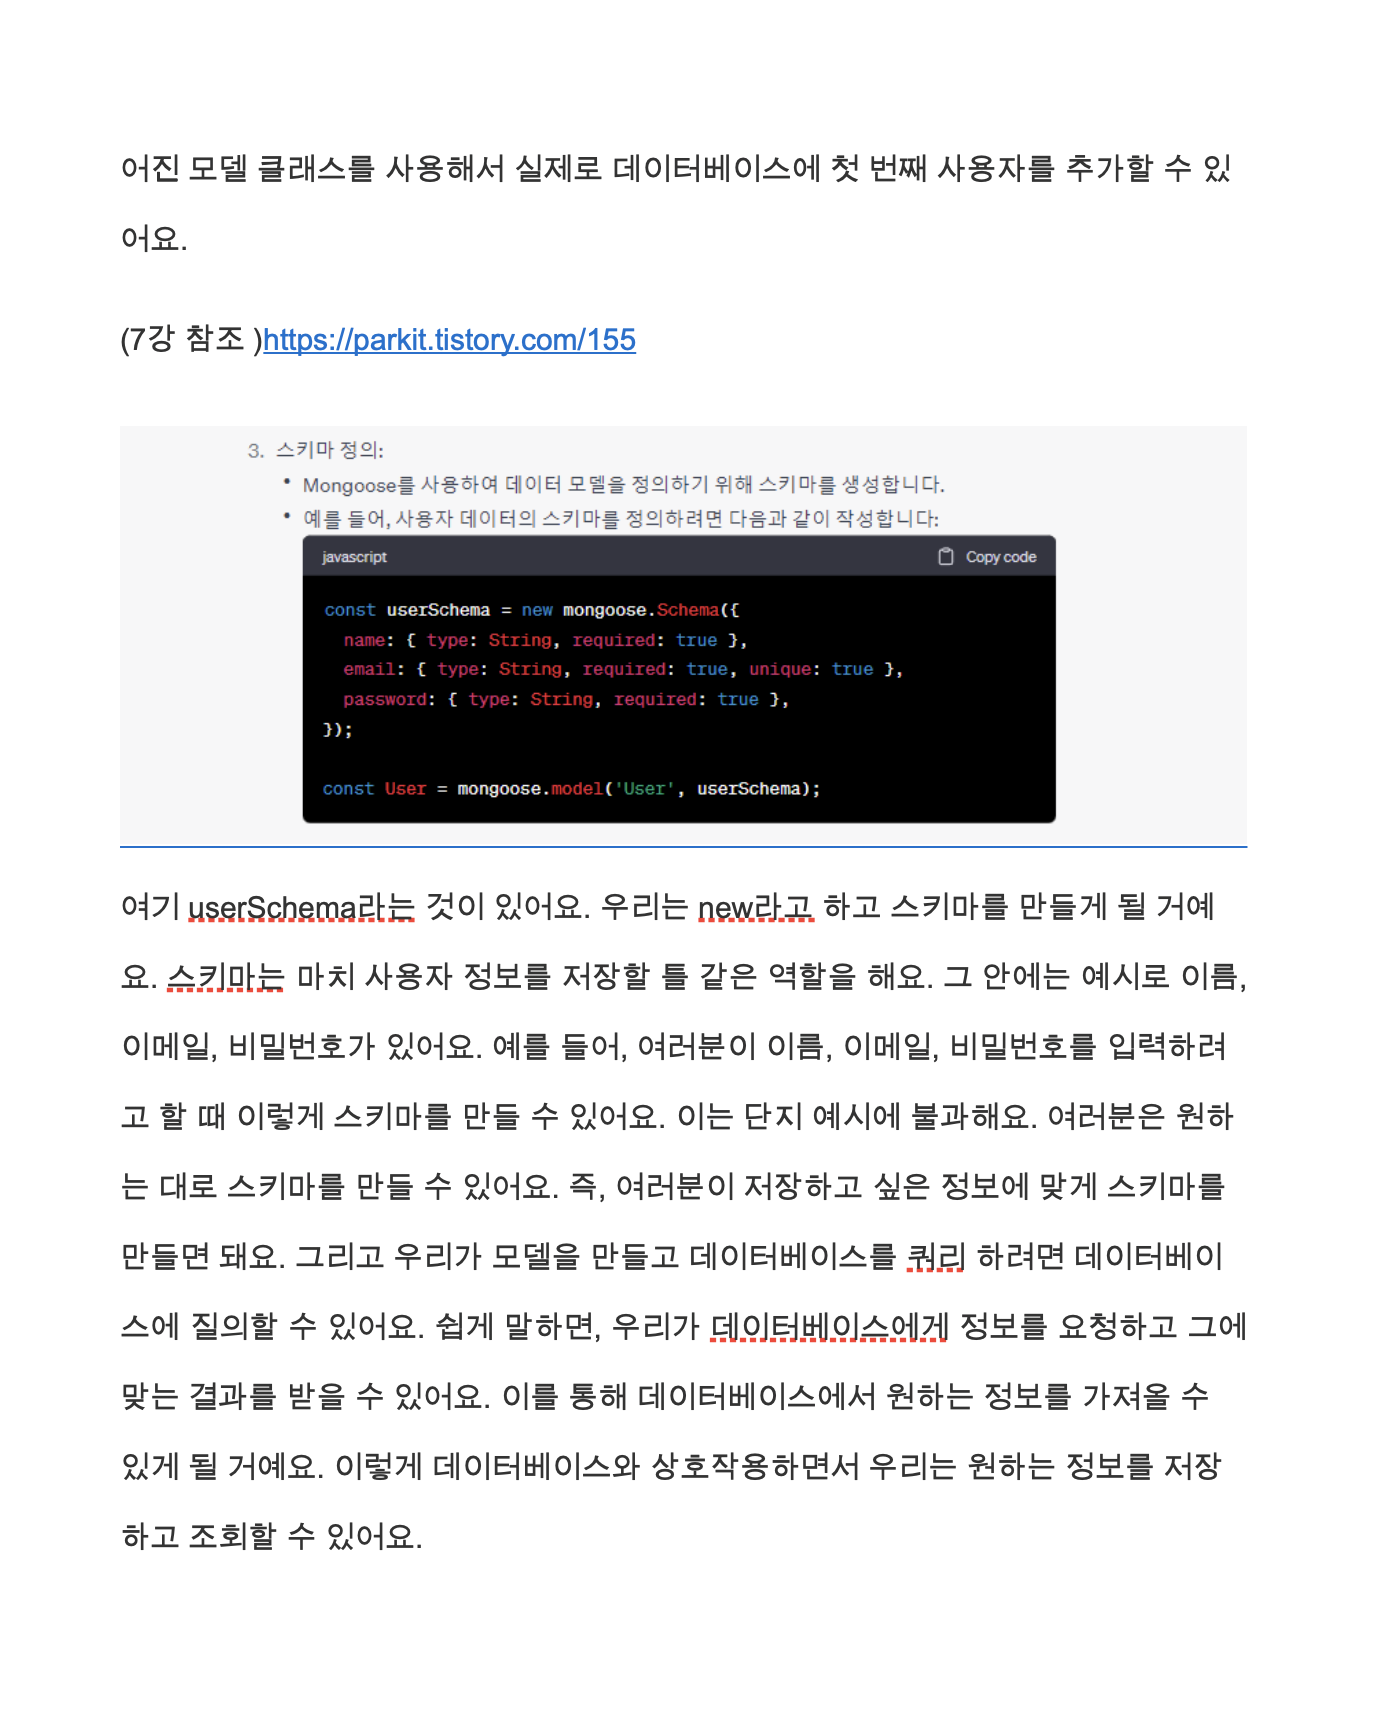 어진 모델 클래스를 사용해서 실제로 데이터베이스에 첫 번째 사용자를 추가할 수 있
어요.
(7강 참조 )https://parkit.tistory.com/155
3. 스키마 정의:
• Mongoose를 사용하여 데이터 모델을 정의하기 위해 스키마를 생성합니다.
• 예를 들어, 사용자 데이터의 스키마를 정의하려면 다음과 같이 작성합니다:
javascript Copy code
const userSchema = new mongoose.Schema({
name: { type: String, required: true },
email: { type: String, required: true, unique: true },
password: { type: String, required: true },
});
const User = mongoose.model('User', userSchema);
여기 userSchema라는 것이 있어요. 우리는 new라고 하고 스키마를 만들게 될 거예
요. 스키마는 마치 사용자 정보를 저장할 틀 같은 역할을 해요. 그 안에는 예시로 이름,
이메일, 비밀번호가 있어요. 예를 들어, 여러분이 이름, 이메일, 비밀번호를 입력하려
고 할 때 이렇게 스키마를 만들 수 있어요. 이는 단지 예시에 불과해요. 여러분은 원하
는 대로 스키마를 만들 수 있어요. 즉, 여러분이 저장하고 싶은 정보에 맞게 스키마를
만들면 돼요. 그리고 우리가 모델을 만들고 데이터베이스를 쿼리 하려면 데이터베이
스에 질의할 수 있어요. 쉽게 말하면, 우리가 데이터베이스에게 정보를 요청하고 그에
맞는 결과를 받을 수 있어요. 이를 통해 데이터베이스에서 원하는 정보를 가져올 수
있게 될 거예요. 이렇게 데이터베이스와 상호작용하면서 우리는 원하는 정보를 저장
하고 조회할 수 있어요.